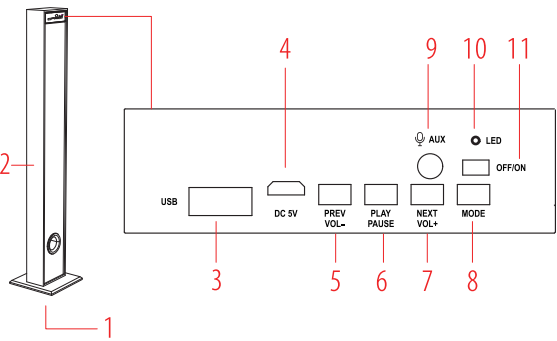 9 10 11
4
AUX LED
OFF/ON
2
USB
DC 5V PREV PLAY NEXT MODE
VOL– PAUSE VOL+
3 5 6 7 8
1